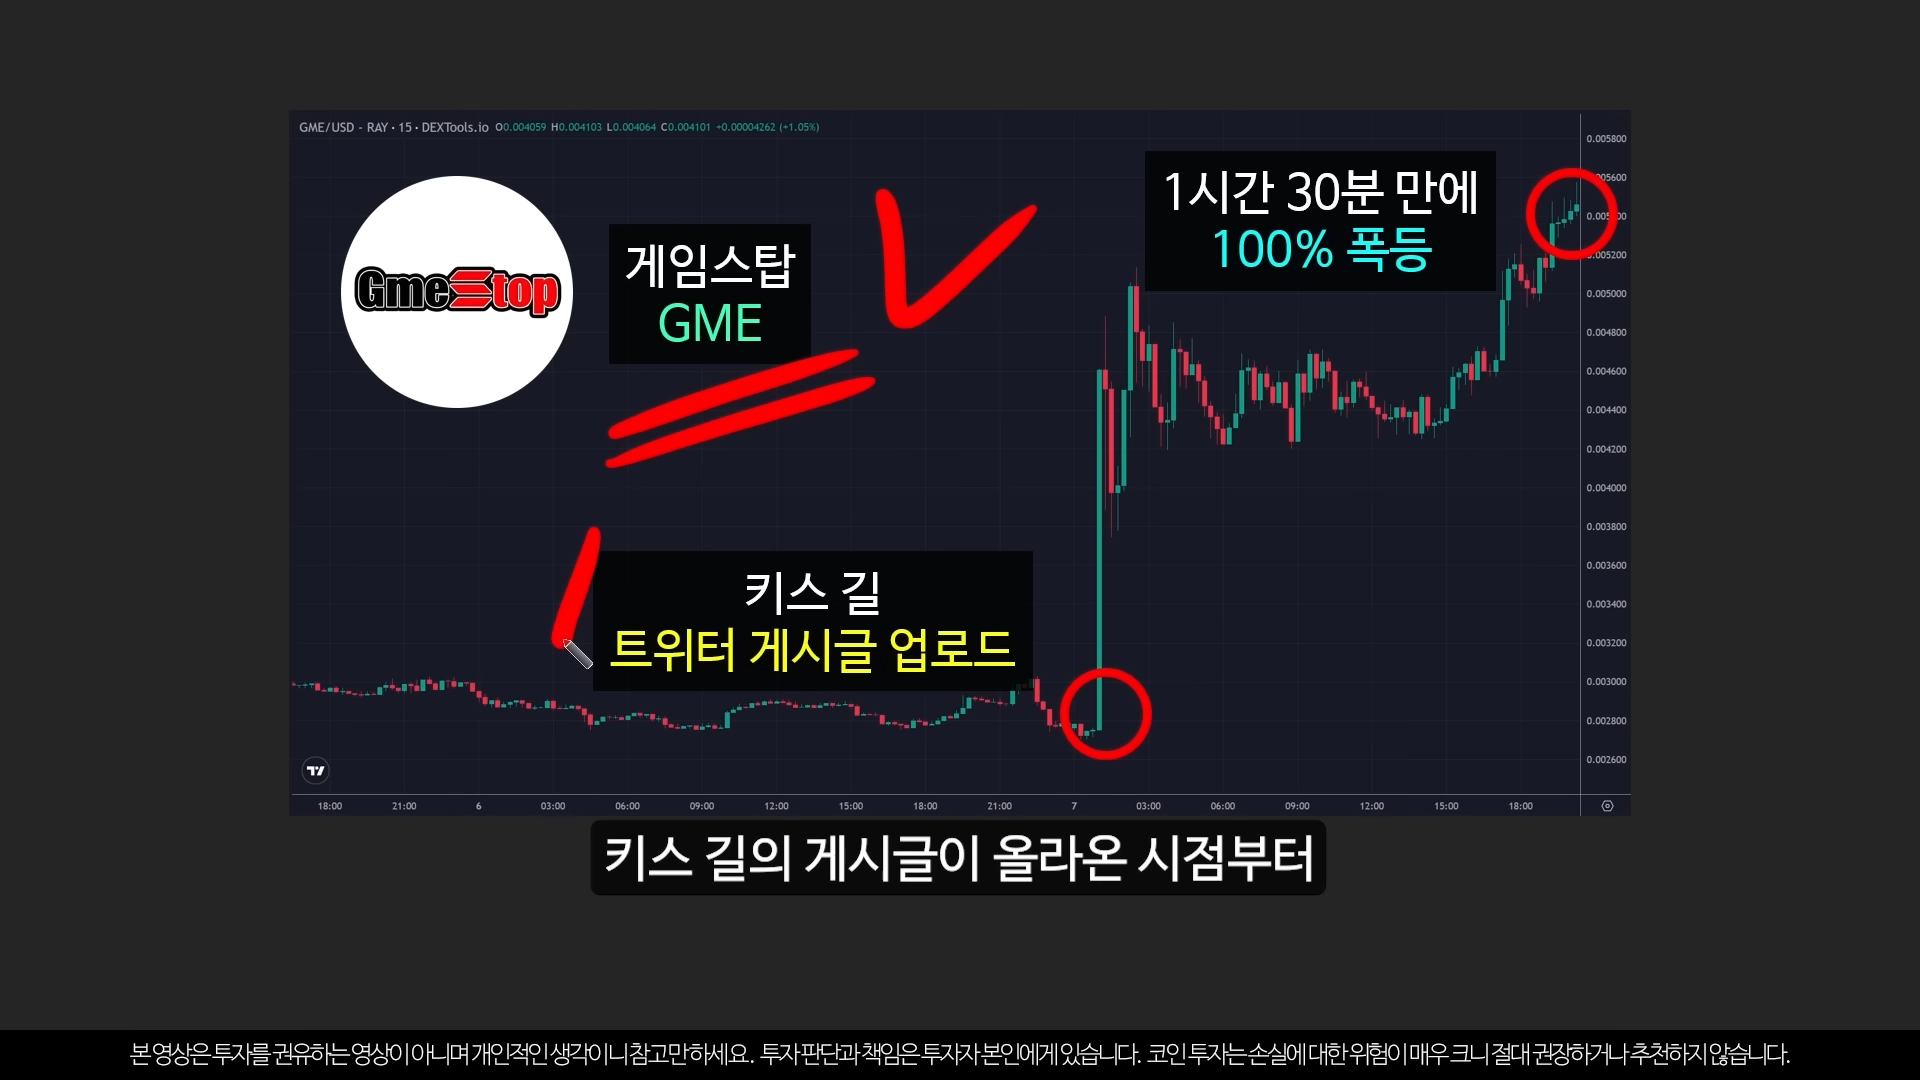 GME/USD - RAY · 15 · DEXTools.io O0.004059 H0.004103 L0.004064 C0.004101 +0.00004262 (+1.05%)
GmeStop
게임스탑
GME
1시간 30분 만에
100% 폭등
키스 길
트위터 게시글 업로드
0.005800
0.005200
0.005000
0.004800
0.004600
0.004400
0.004200
0.004000
0.003800
0.003600
0.003400
0.003200
0.003000
0.002800
0.002600
18:00 21:00 6 03:00 06:00 09:00 12:00 15:00 18:00 21:00 7 03:00 06:00 09:00 12:00 15:00 18:00
키스 길의 게시글이 올라온 시점부터
본 영상은 투자를 권유하는 영상이 아니며 개인적인 생각이니 참고만 하세요. 투자 판단과 책임은 투자자 본인에게 있습니다. 코인 투자는 손실에 대한 위험이 매우 크니 절대 권장하거나 추천하지 않습니다.